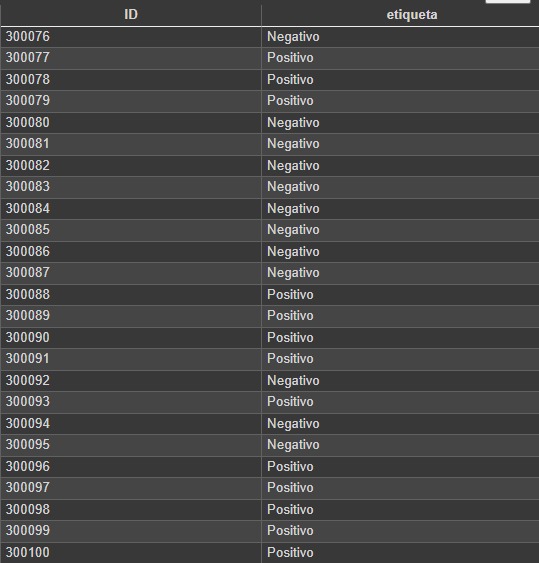 ID etiqueta
300076 Negativo
300077 Positivo
300078 Positivo
300079 Positivo
300080 Negativo
300081 Negativo
300082 Negativo
300083 Negativo
300084 Negativo
300085 Negativo
300086 Negativo
300087 Negativo
300088 Positivo
300089 Positivo
300090 Positivo
300091 Positivo
300092 Negativo
300093 Positivo
300094 Negativo
300095 Negativo
300096 Positivo
300097 Positivo
300098 Positivo
300099 Positivo
300100 Positivo